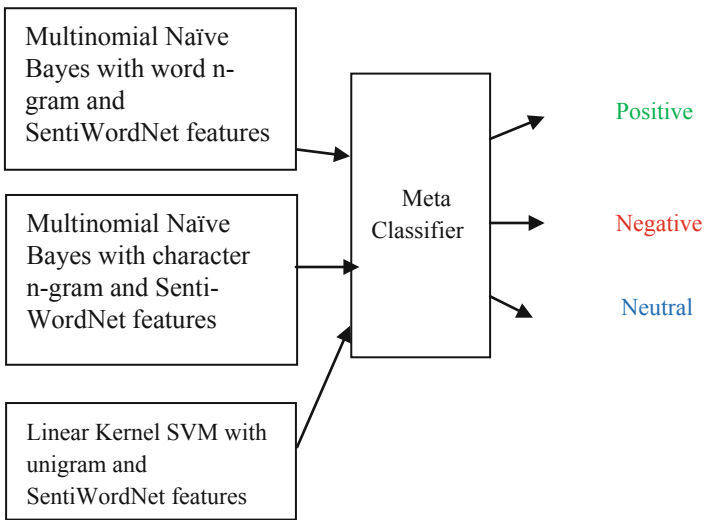 Multinomial Naïve
Bayes with word n-
gram and
SentiWordNet features
Multinomial Naïve
Bayes with character
n-gram and Senti-
WordNet features
Linear Kernel SVM with
unigram and
SentiWordNet features
Meta
Classifier
Positive
Negative
Neutral